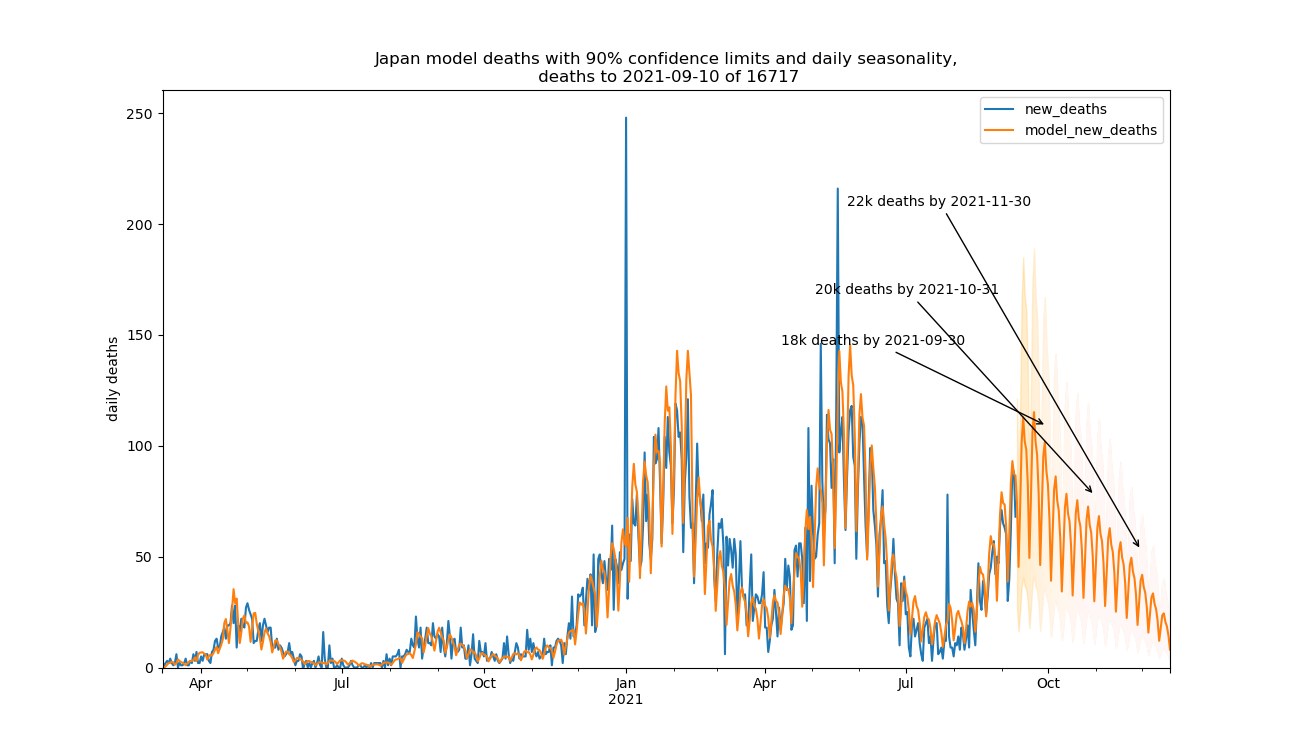 Japan model deaths with 90% confidence limits and daily seasonality,
deaths to 2021-09-10 of 16717
250
200
150
100
50
0
daily deaths
new_deaths
model_new_deaths
22k deaths by 2021-11-30
20k deaths by 2021-10-31
18k deaths by 2021-09-30
Apr
Jul
Oct
Jan
2021
Apr
Jul
Oct